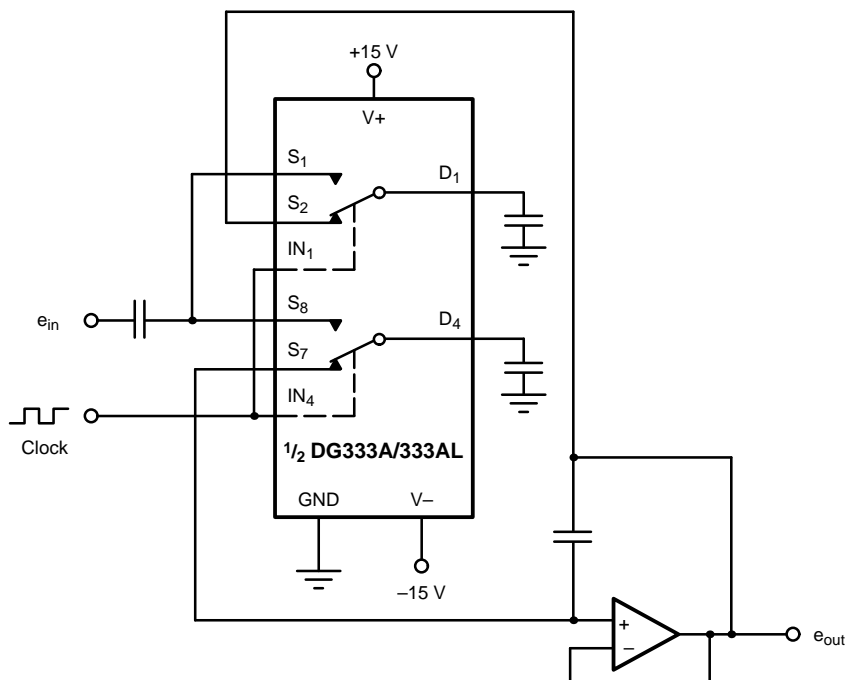 +15 V
V+
S1
D1
S2
IN1
ein
S8
D4
S7
IN4
Clock
1/2 DG333A/333AL
GND
V–
–15 V
+
–
eout